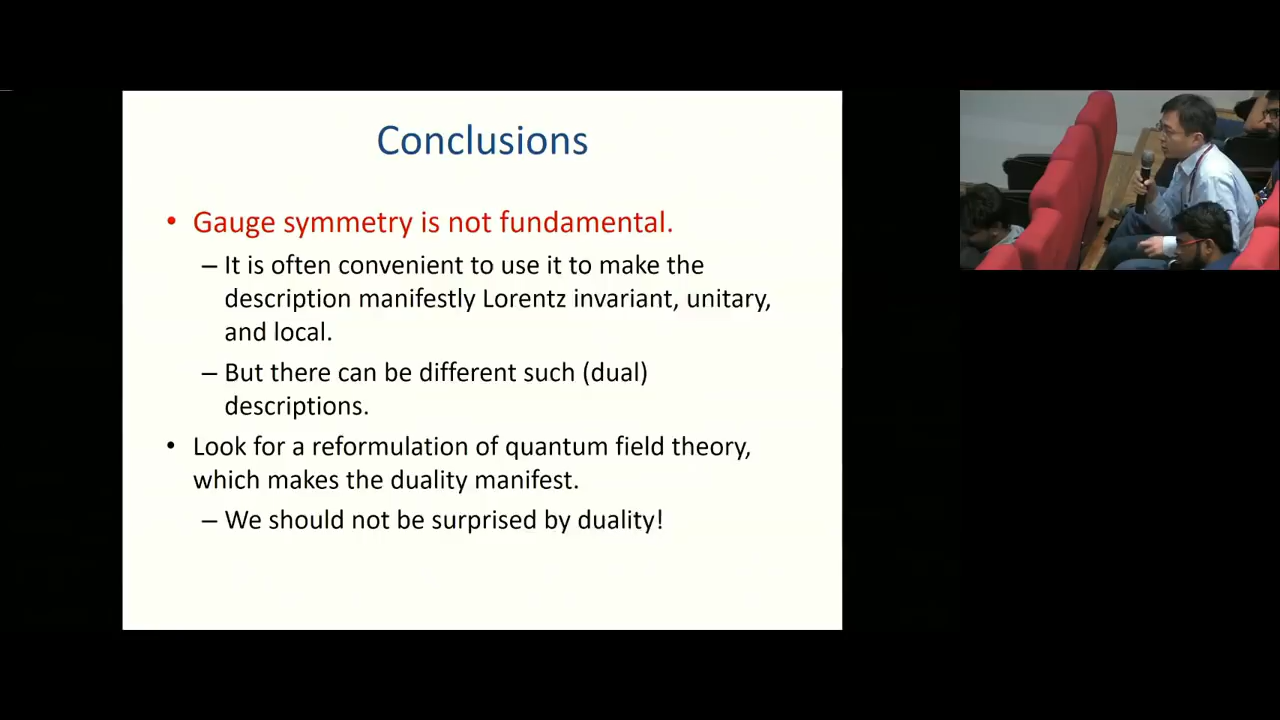 Conclusions
• Gauge symmetry is not fundamental.
– It is often convenient to use it to make the
description manifestly Lorentz invariant, unitary,
and local.
– But there can be different such (dual)
descriptions.
• Look for a reformulation of quantum field theory,
which makes the duality manifest.
– We should not be surprised by duality!